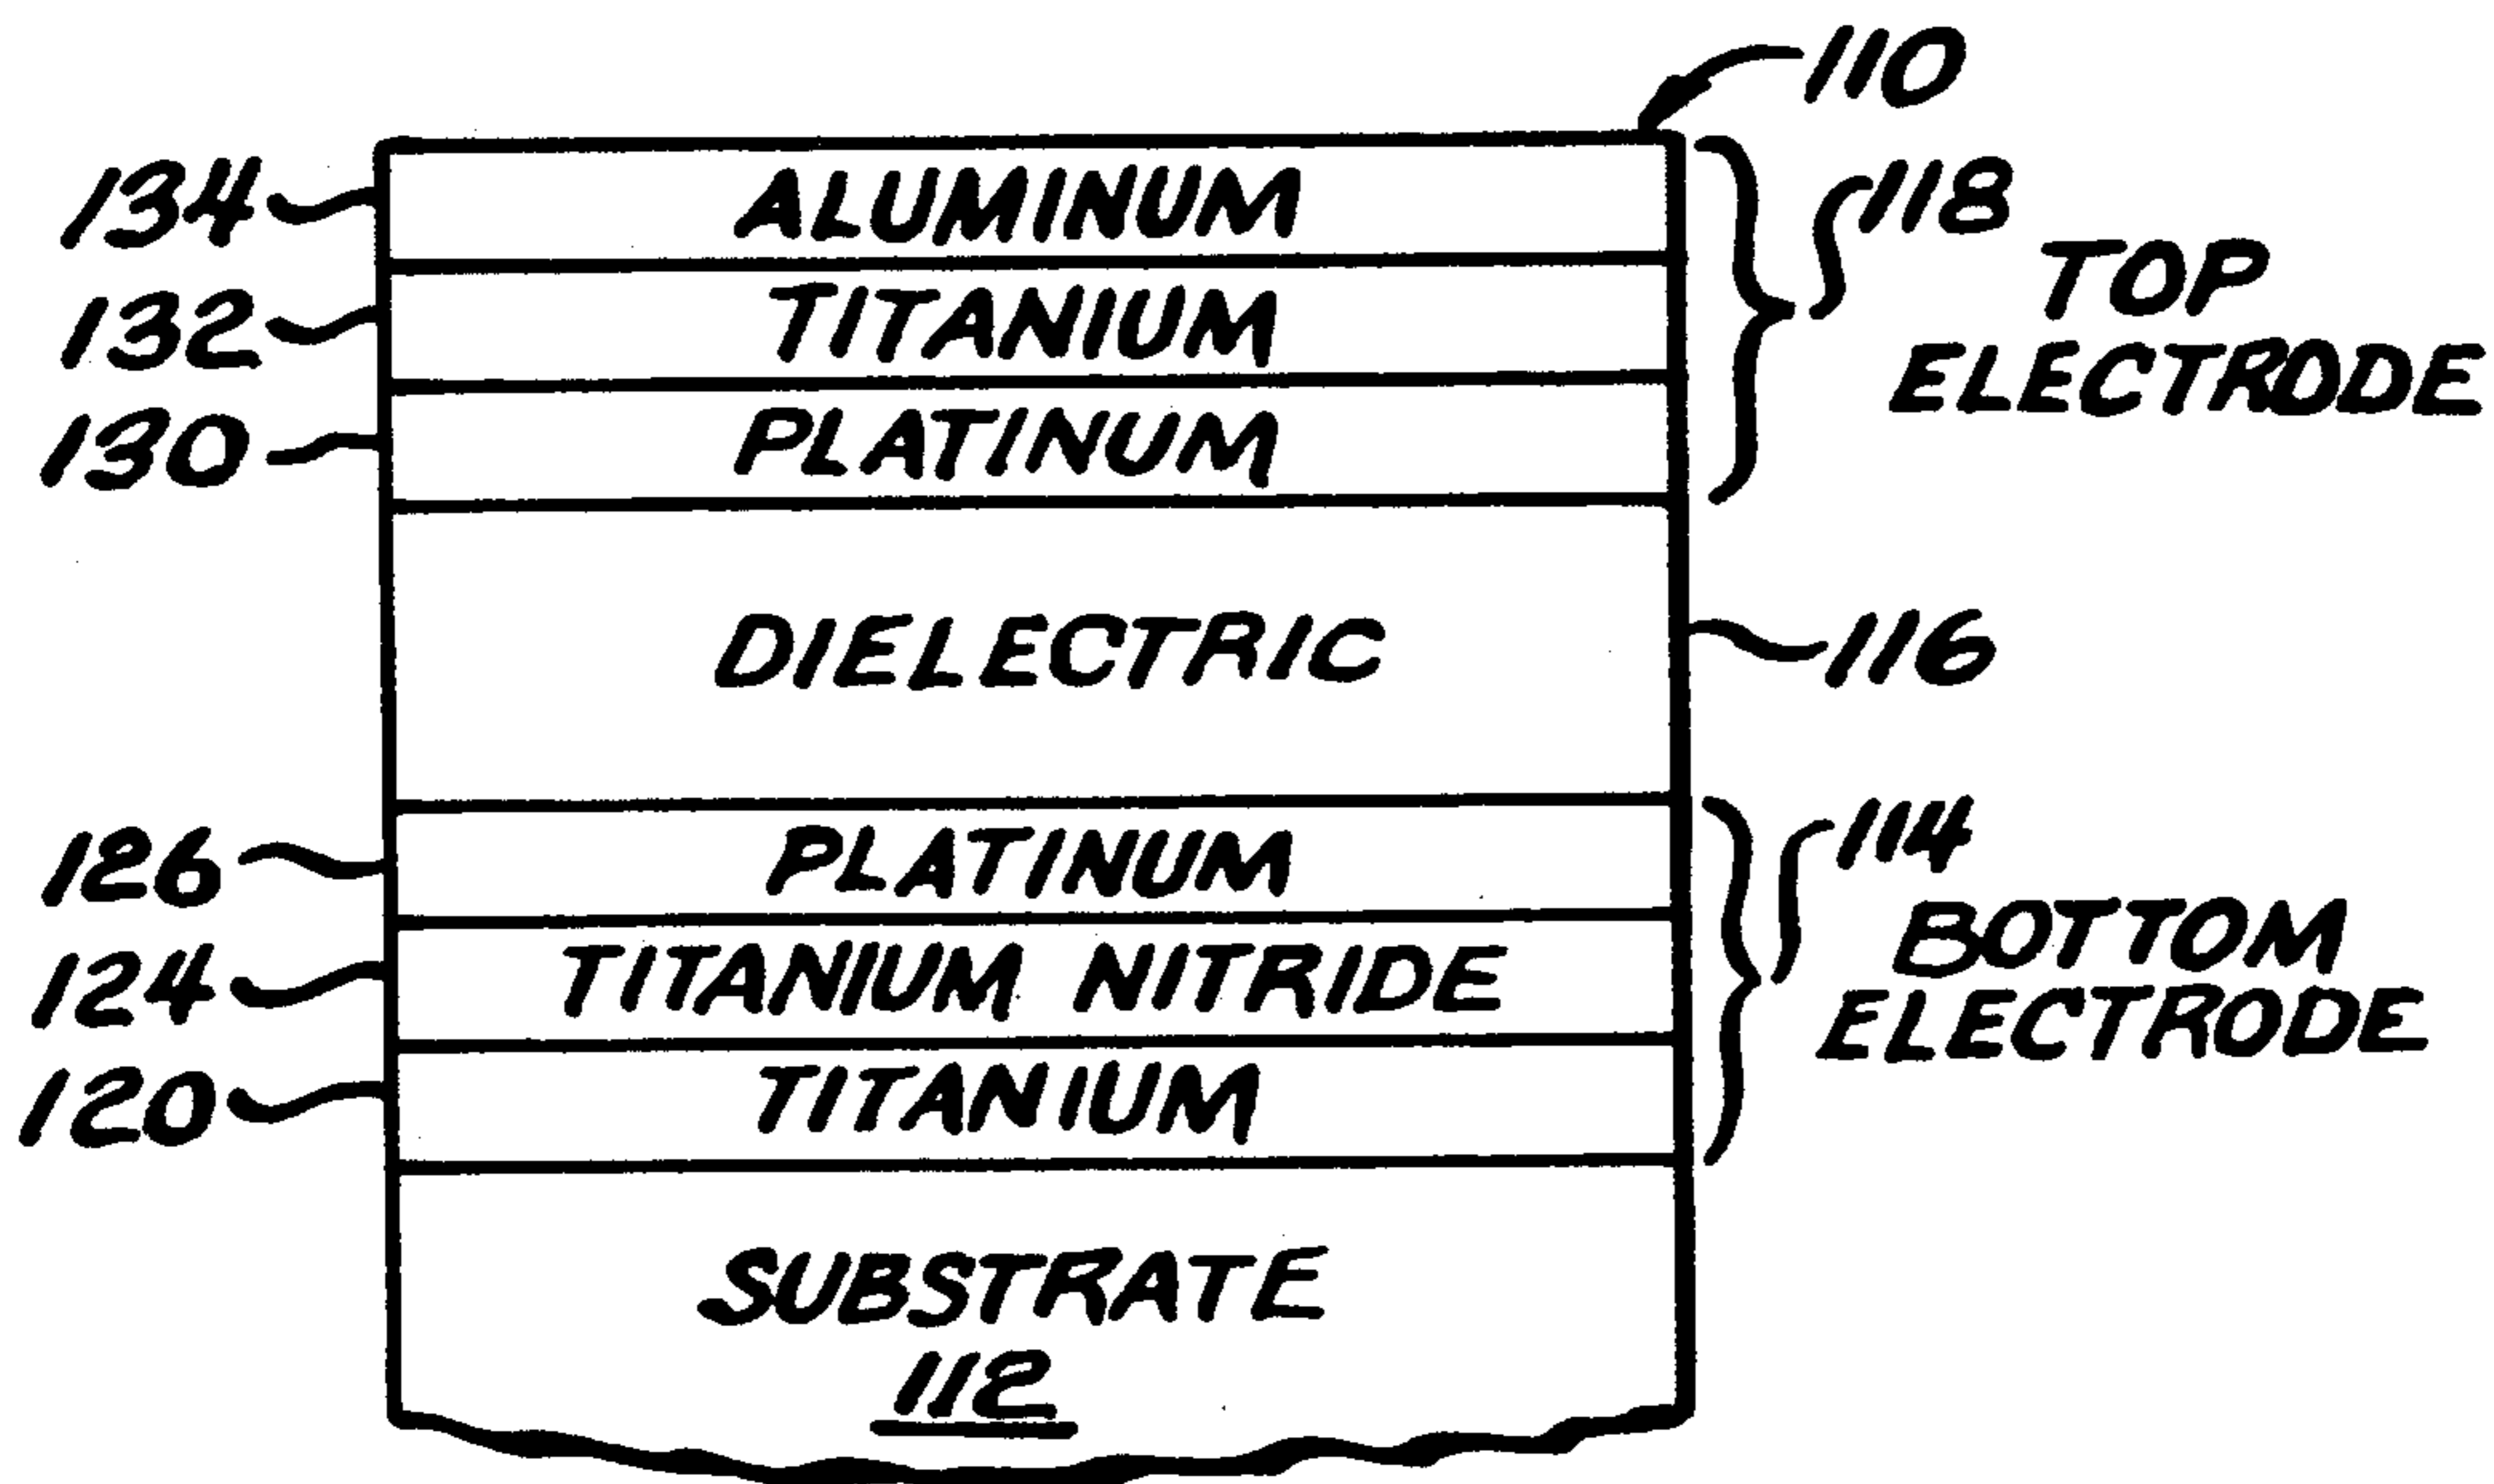 110
134 ALUMINUM 118
TOP
132 TITANIUM
ELECTRODE
130 PLATINUM
DIELECTRIC 116
126 PLATINUM 114
BOTTOM
124 TITANIUM NITRIDE
ELECTRODE
120 TITANIUM
SUBSTRATE
112